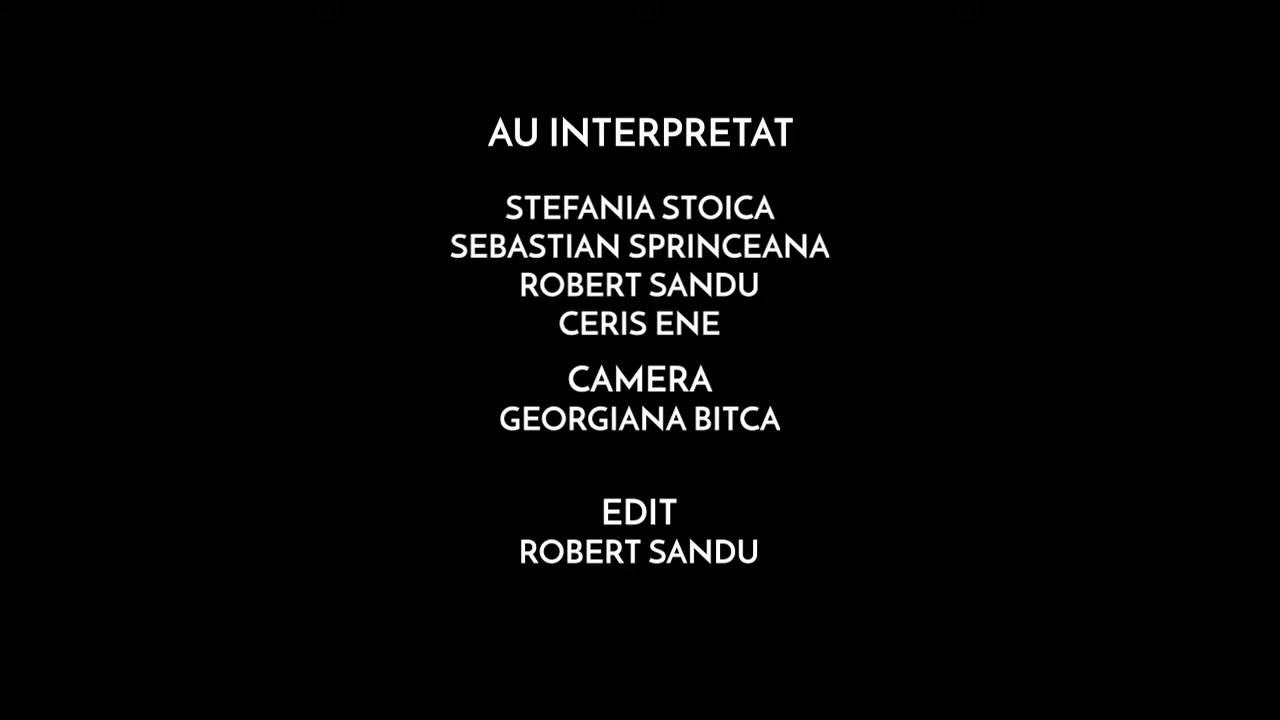 AU INTERPRETAT
STEFANIA STOICA
SEBASTIAN SPRINCEANA
ROBERT SANDU
CERIS ENE
CAMERA
GEORGIANA BITCA
EDIT
ROBERT SANDU